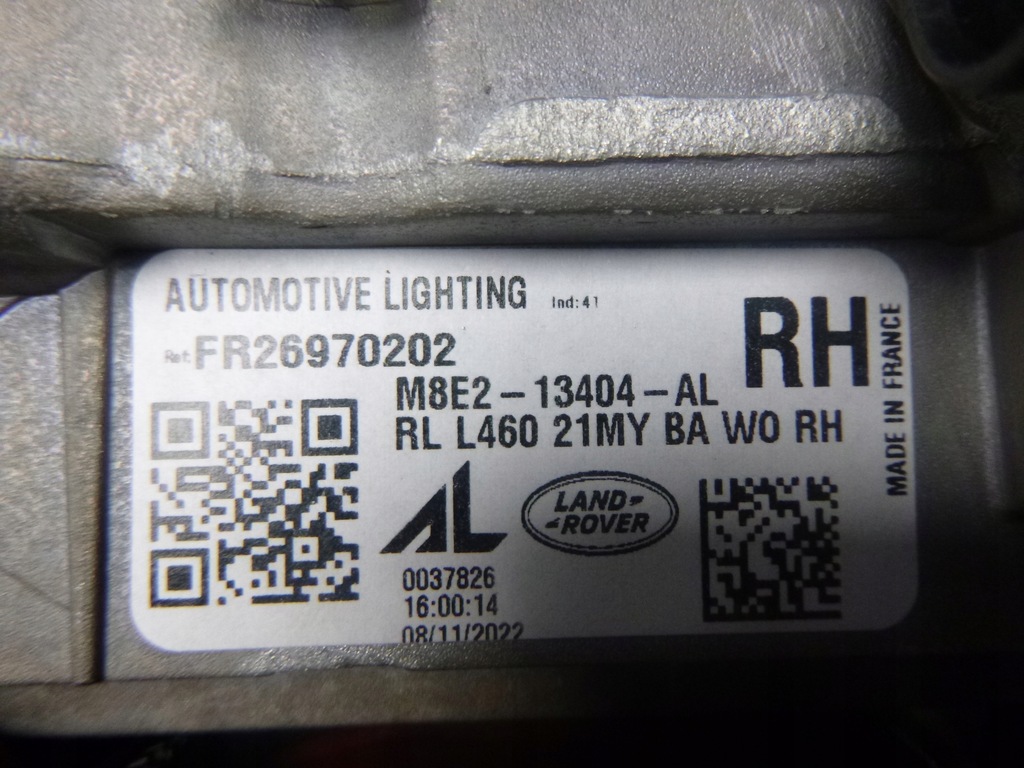 AUTOMOTIVE LIGHTING Ind: 41
Ref: FR26970202
RH
MADE IN FRANCE
M8E2-13404-AL
RL L460 21MY BA WO RH
AL
LAND-
-ROVER
0037826
16:00:14
08/11/2022